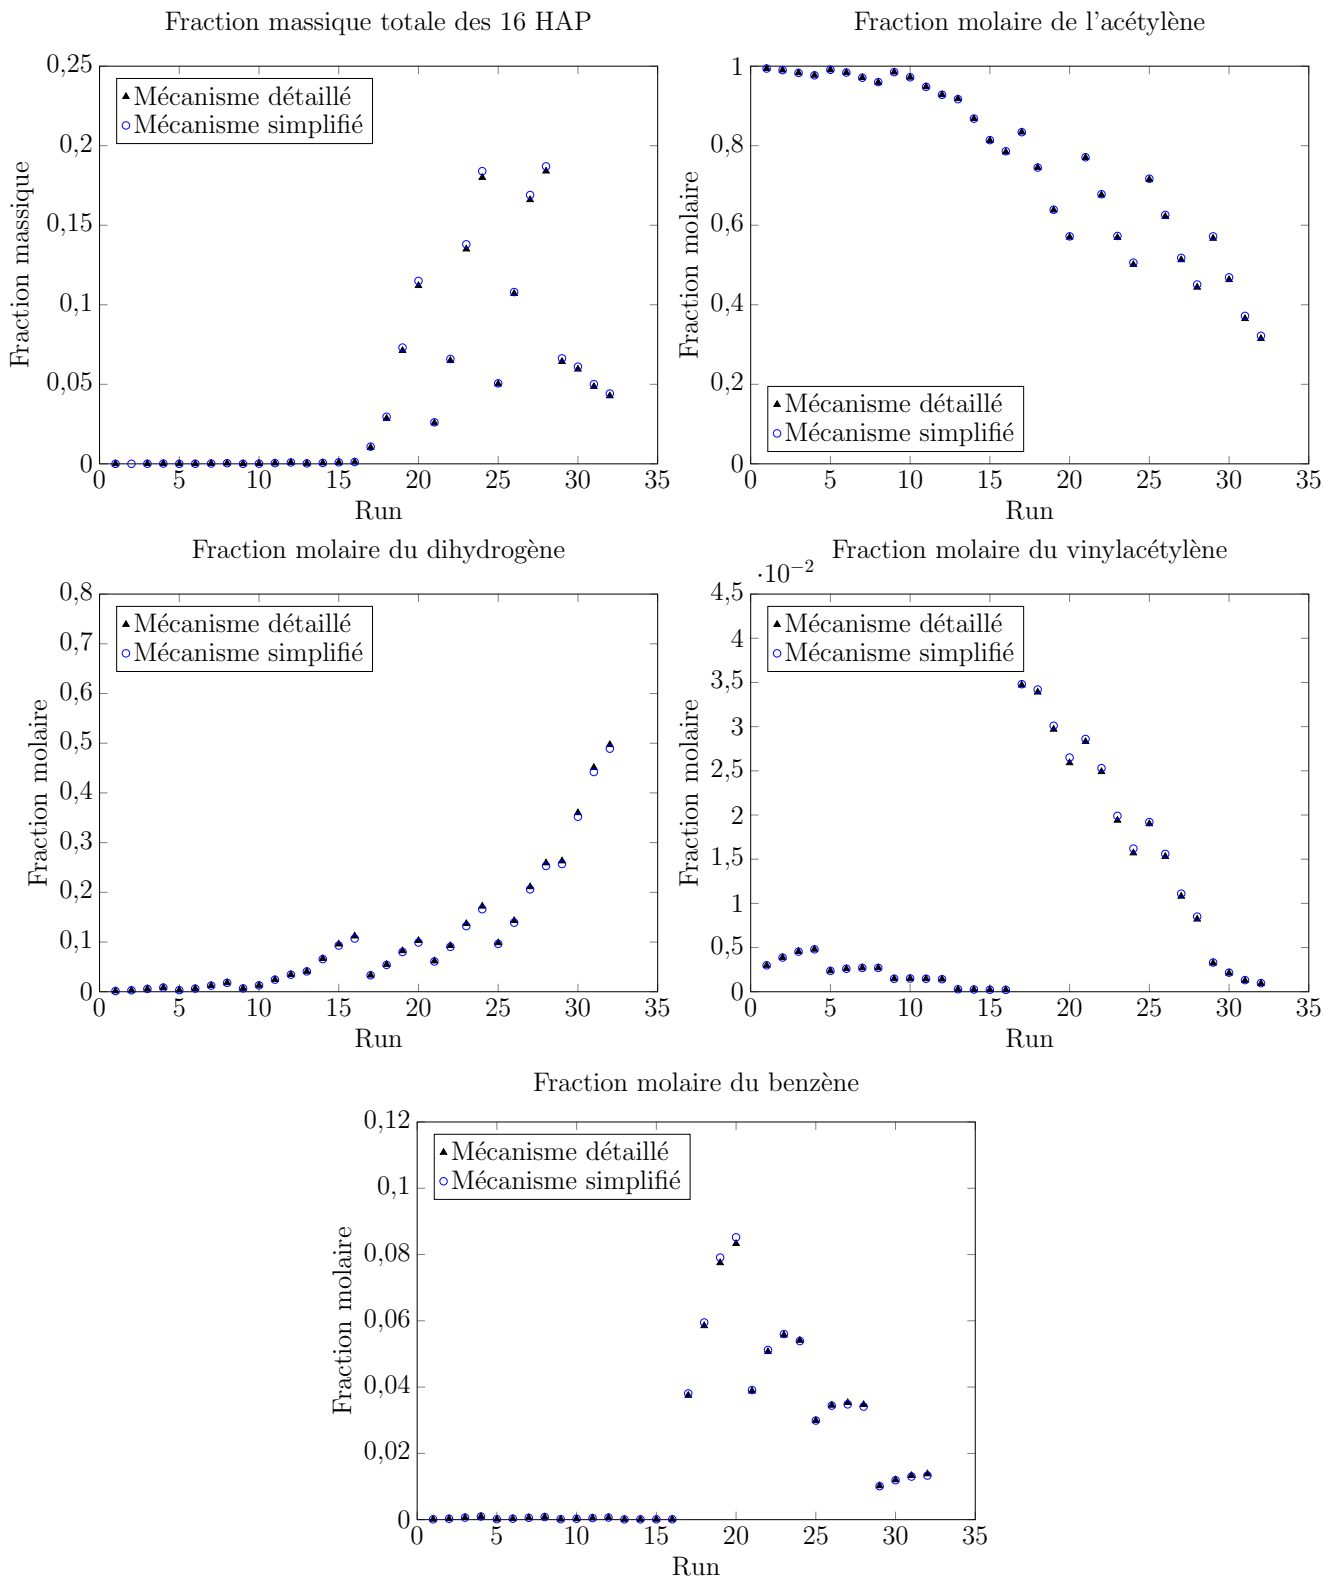 Fraction massique totale des 16 HAP
0,25
0,2
0,15
0,1
0,05
0
Fraction massique
Mécanisme détaillé
Mécanisme simplifié
0 5 10 15 20 25 30 35
Run
Fraction molaire de l'acétylène
1
0,8
0,6
0,4
0,2
0
Fraction molaire
Mécanisme détaillé
Mécanisme simplifié
0 5 10 15 20 25 30 35
Run
Fraction molaire du dihydrogène
0,8
0,7
0,6
0,5
0,4
0,3
0,2
0,1
0
Fraction molaire
Mécanisme détaillé
Mécanisme simplifié
0 5 10 15 20 25 30 35
Run
Fraction molaire du vinylacétylène
·10⁻²
4,5
4
3,5
3
2,5
2
1,5
1
0,5
0
Fraction molaire
Mécanisme détaillé
Mécanisme simplifié
0 5 10 15 20 25 30 35
Run
Fraction molaire du benzène
0,12
0,1
0,08
0,06
0,04
0,02
0
Fraction molaire
Mécanisme détaillé
Mécanisme simplifié
0 5 10 15 20 25 30 35
Run